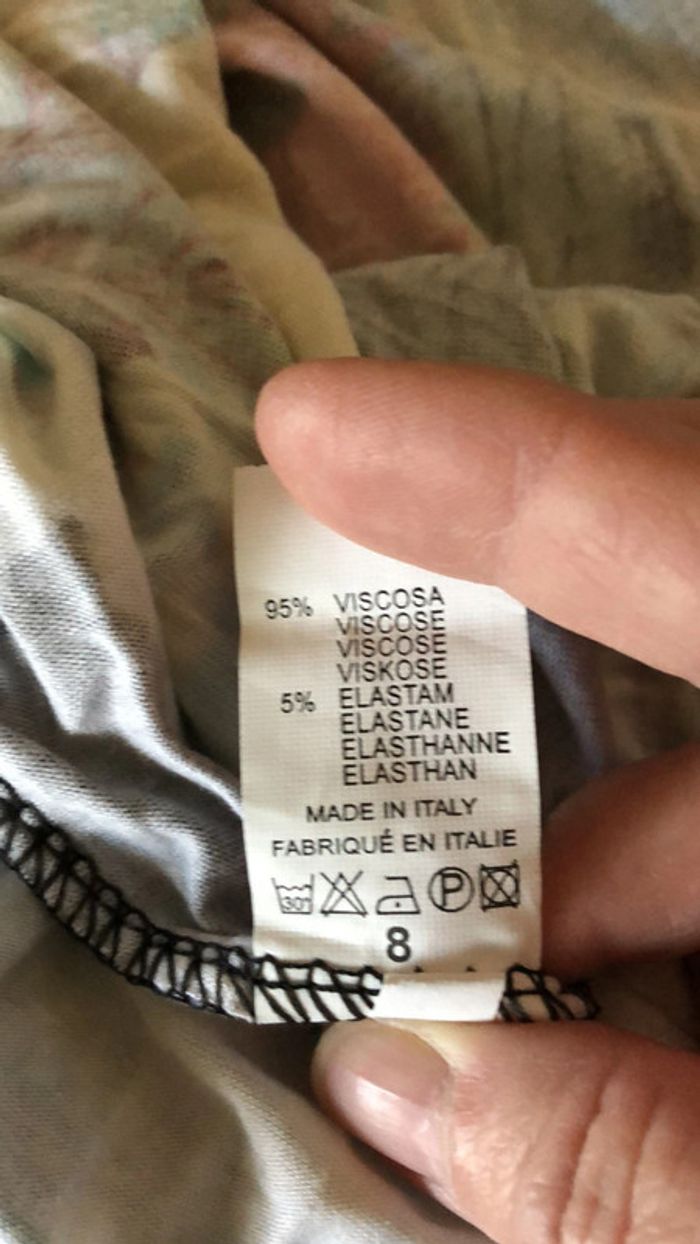 95% VISCOSA
VISCOSE
VISCOSE
VISKOSE
5% ELASTAM
ELASTANE
ELASTHANNE
ELASTHAN
MADE IN ITALY
FABRIQUÉ EN ITALIE
30° P
8